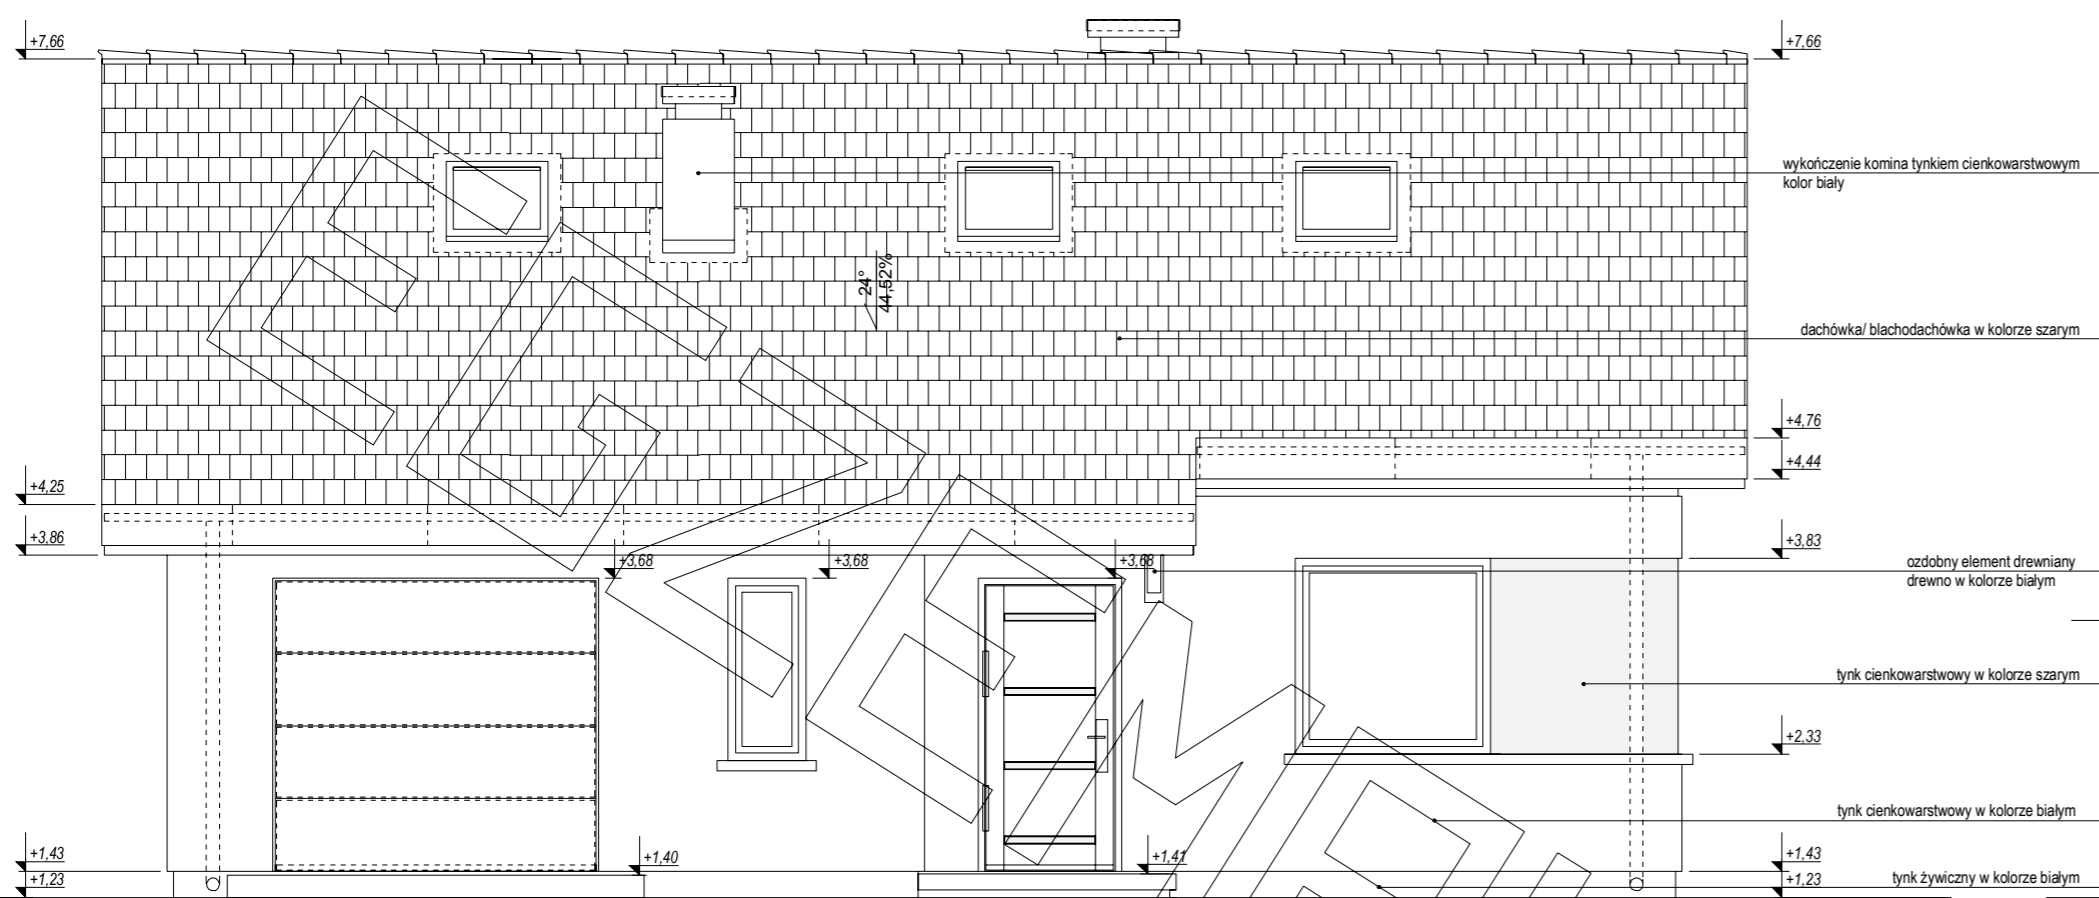 +7,66
+7,66
wykończenie komina tynkiem cienkowarstwowym
kolor biały
24°
44,52%
dachówka/ blachodachówka w kolorze szarym
+4,76
+4,44
+4,25
+3,86
+3,68
+3,68
+3,68
+3,83
ozdobny element drewniany
drewno w kolorze białym
tynk cienkowarstwowy w kolorze szarym
+2,33
tynk cienkowarstwowy w kolorze białym
+1,43
+1,40
+1,41
+1,43
+1,23
+1,23
tynk żywiczny w kolorze białym